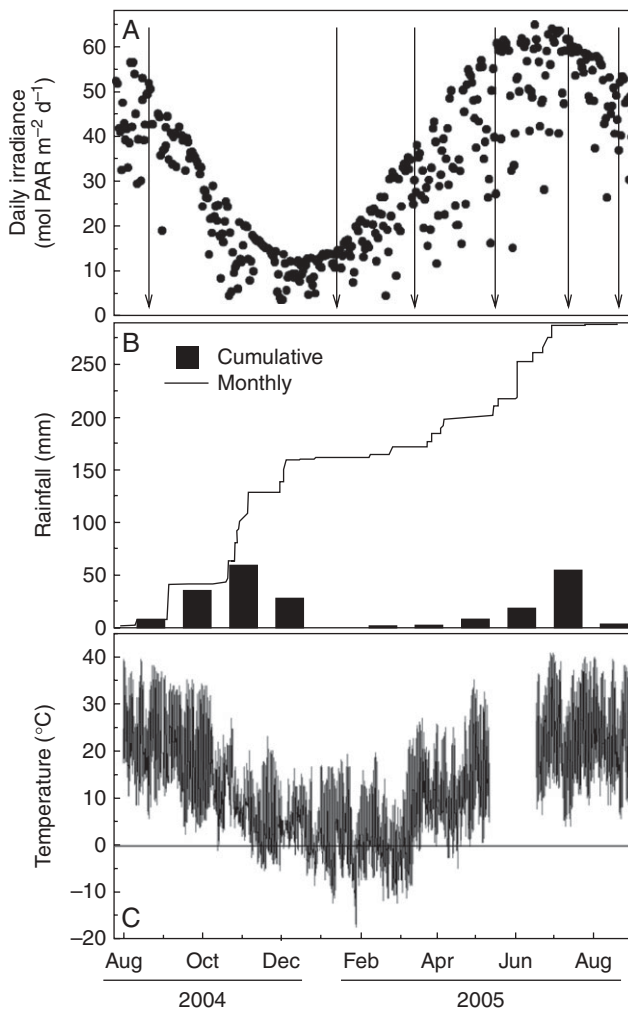 A
Daily irradiance
(mol PAR m⁻² d⁻¹)
60
50
40
30
20
10
0
B
Cumulative
Monthly
Rainfall (mm)
250
200
150
100
50
0
C
Temperature (°C)
40
30
20
10
0
–10
–20
Aug Oct Dec Feb Apr Jun Aug
2004 2005